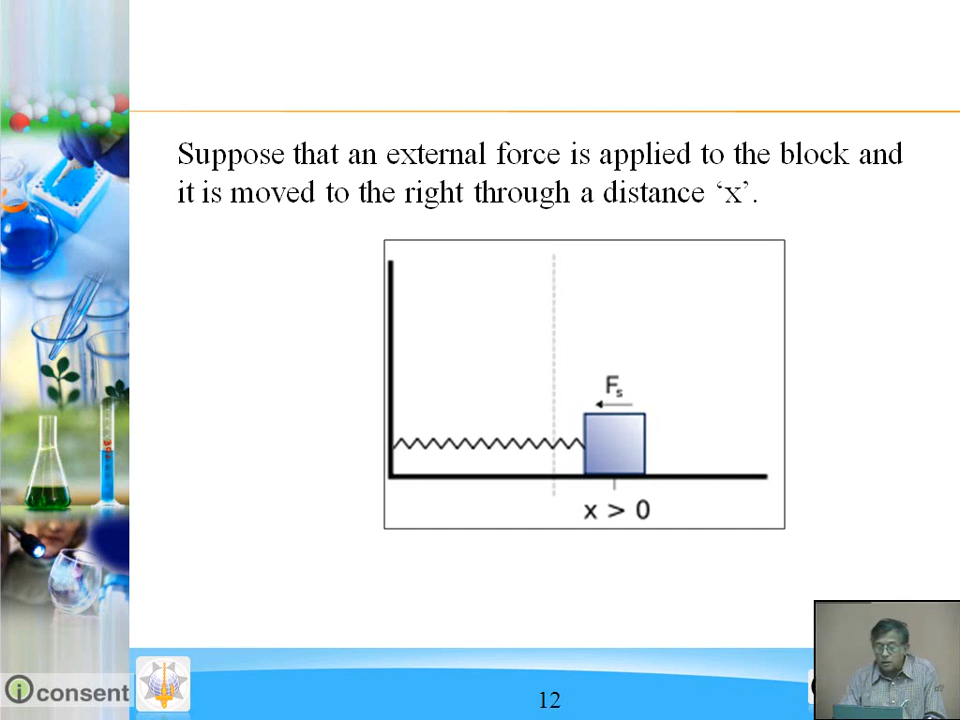 Suppose that an external force is applied to the block and
it is moved to the right through a distance ‘x’.
Fs
x > 0
i consent
12